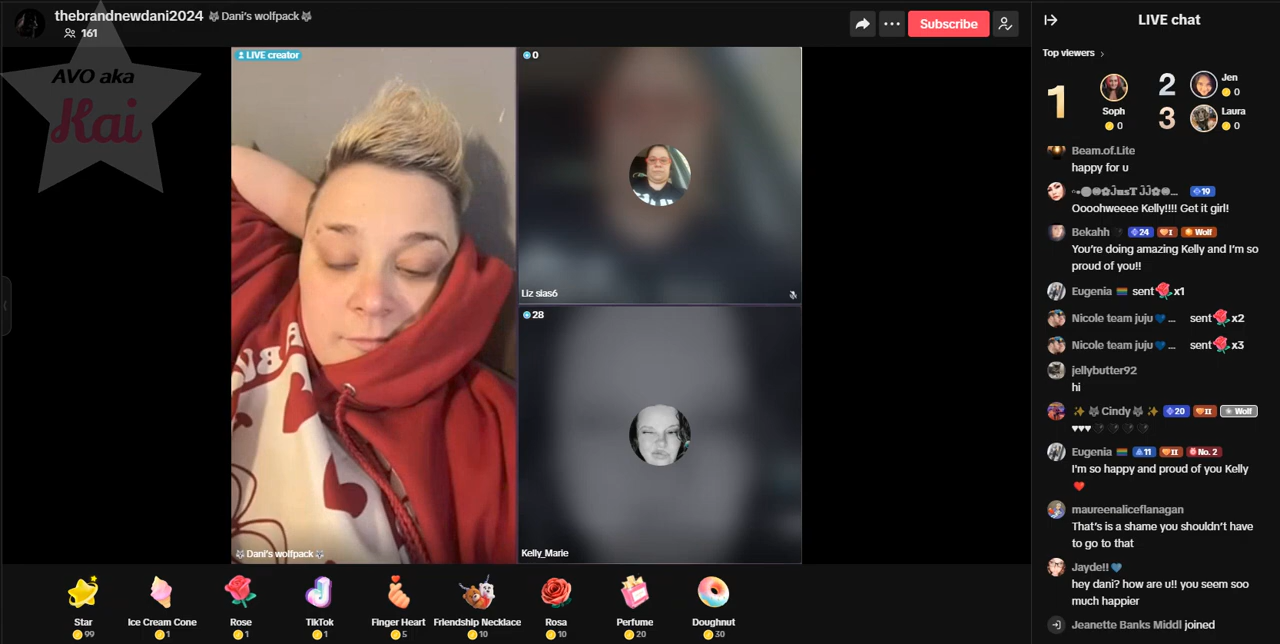 thebrandnewdani2024 🐺Dani's wolfpack🐺
161
Subscribe
AVO aka
Kai
LIVE creator
0
Liz sias6
28
🐺Dani's wolfpack🐺
Kelly_Marie
Star
99
Ice Cream Cone
1
Rose
1
TikTok
1
Finger Heart
5
Friendship Necklace
10
Rosa
10
Perfume
20
Doughnut
30
LIVE chat
Top viewers
1
Soph
0
2
Jen
0
3
Laura
0
Beam.of.Lite
happy for u
19
Oooohweeee Kelly!!!! Get it girl!
Bekahh 24 I Wolf
You're doing amazing Kelly and I'm so
proud of you!!
Eugenia sent x1
Nicole team juju💙... sent x2
Nicole team juju💙... sent x3
jellybutter92
hi
✨🐺Cindy🐺✨ 20 II Wolf
♥♥♥
Eugenia 11 II No. 2
I'm so happy and proud of you Kelly
❤️
maureenaliceflanagan
That's is a shame you shouldn't have
to go to that
Jayde!!💙
hey dani? how are u!! you seem soo
much happier
Jeanette Banks Middl joined